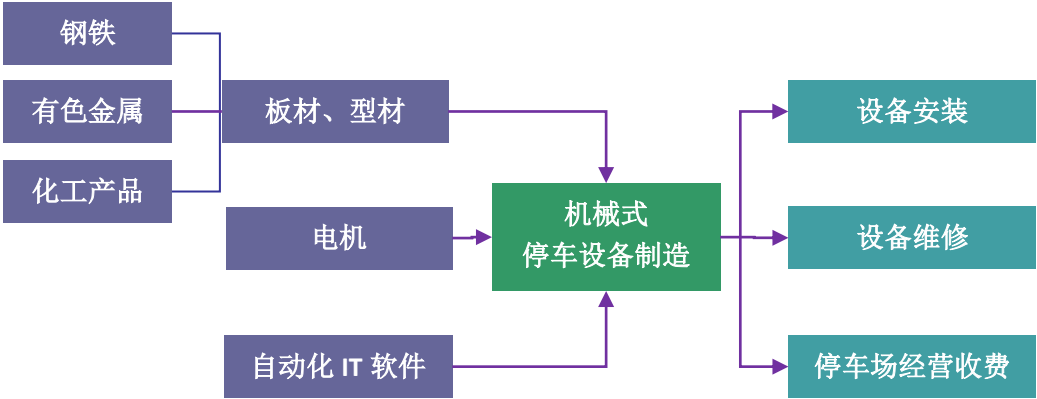 钢铁
有色金属
化工产品
板材、型材
电机
自动化 IT 软件
机械式
停车设备制造
设备安装
设备维修
停车场经营收费